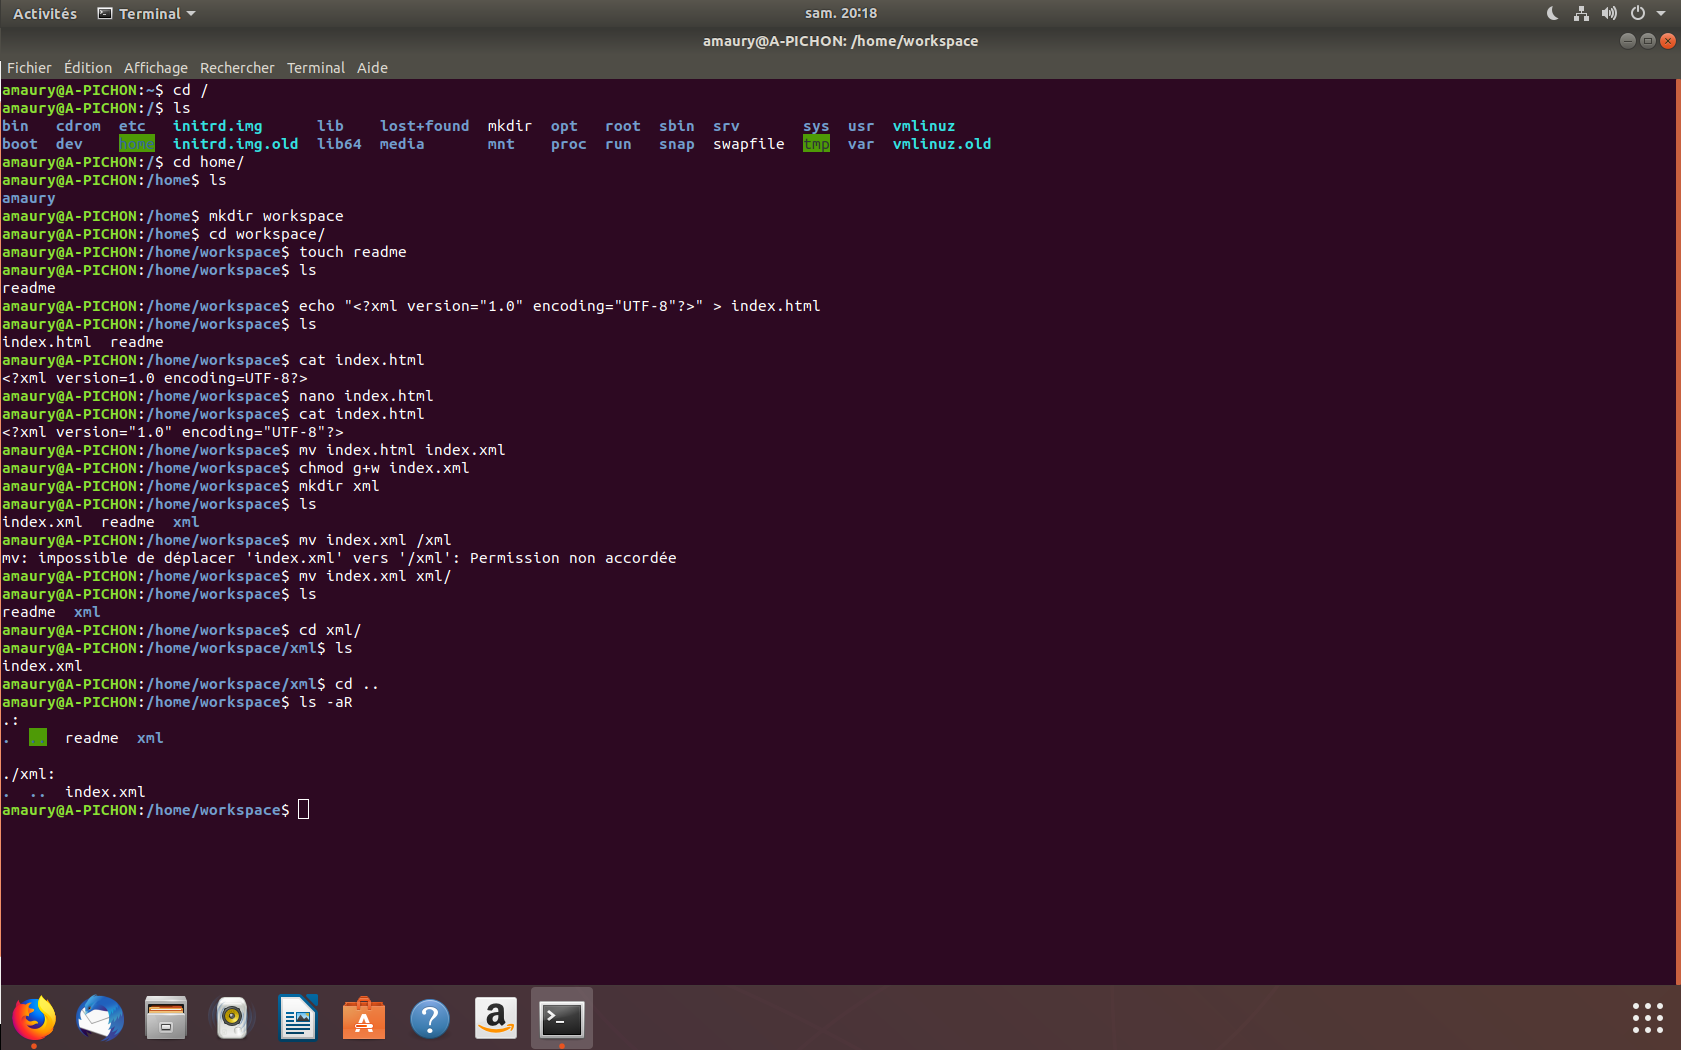 Activités Terminal sam. 20:18
amaury@A-PICHON: /home/workspace
Fichier Édition Affichage Rechercher Terminal Aide
amaury@A-PICHON:~$ cd /
amaury@A-PICHON:/$ ls
bin cdrom etc initrd.img lib lost+found mkdir opt root sbin srv sys usr vmlinuz
boot dev home initrd.img.old lib64 media mnt proc run snap swapfile tmp var vmlinuz.old
amaury@A-PICHON:/$ cd home/
amaury@A-PICHON:/home$ ls
amaury
amaury@A-PICHON:/home$ mkdir workspace
amaury@A-PICHON:/home$ cd workspace/
amaury@A-PICHON:/home/workspace$ touch readme
amaury@A-PICHON:/home/workspace$ ls
readme
amaury@A-PICHON:/home/workspace$ echo "<?xml version="1.0" encoding="UTF-8"?>" > index.html
amaury@A-PICHON:/home/workspace$ ls
index.html readme
amaury@A-PICHON:/home/workspace$ cat index.html
<?xml version=1.0 encoding=UTF-8?>
amaury@A-PICHON:/home/workspace$ nano index.html
amaury@A-PICHON:/home/workspace$ cat index.html
<?xml version="1.0" encoding="UTF-8"?>
amaury@A-PICHON:/home/workspace$ mv index.html index.xml
amaury@A-PICHON:/home/workspace$ chmod g+w index.xml
amaury@A-PICHON:/home/workspace$ mkdir xml
amaury@A-PICHON:/home/workspace$ ls
index.xml readme xml
amaury@A-PICHON:/home/workspace$ mv index.xml /xml
mv: impossible de déplacer 'index.xml' vers '/xml': Permission non accordée
amaury@A-PICHON:/home/workspace$ mv index.xml xml/
amaury@A-PICHON:/home/workspace$ ls
readme xml
amaury@A-PICHON:/home/workspace$ cd xml/
amaury@A-PICHON:/home/workspace/xml$ ls
index.xml
amaury@A-PICHON:/home/workspace/xml$ cd ..
amaury@A-PICHON:/home/workspace$ ls -aR
.:
. .. readme xml
./xml:
. .. index.xml
amaury@A-PICHON:/home/workspace$